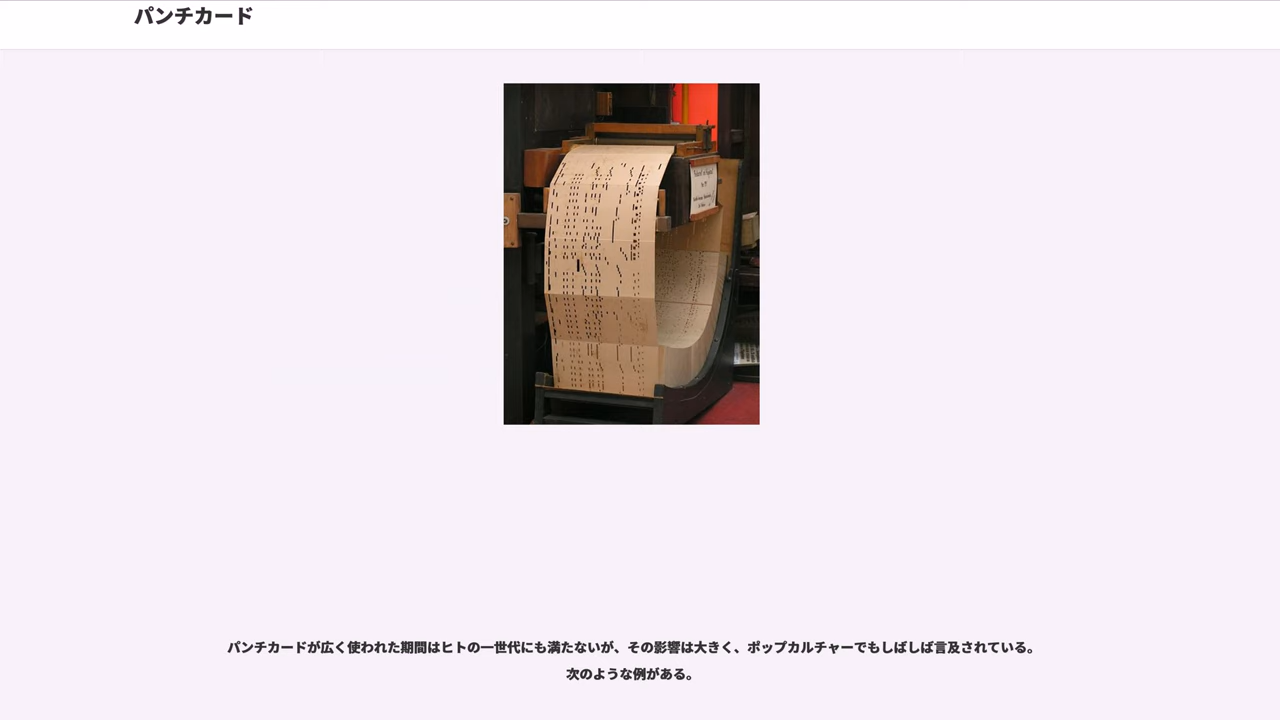 パンチカード
パンチカードが広く使われた期間はヒトの一世代にも満たないが、その影響は大きく、ポップカルチャーでもしばしば言及されている。
次のような例がある。